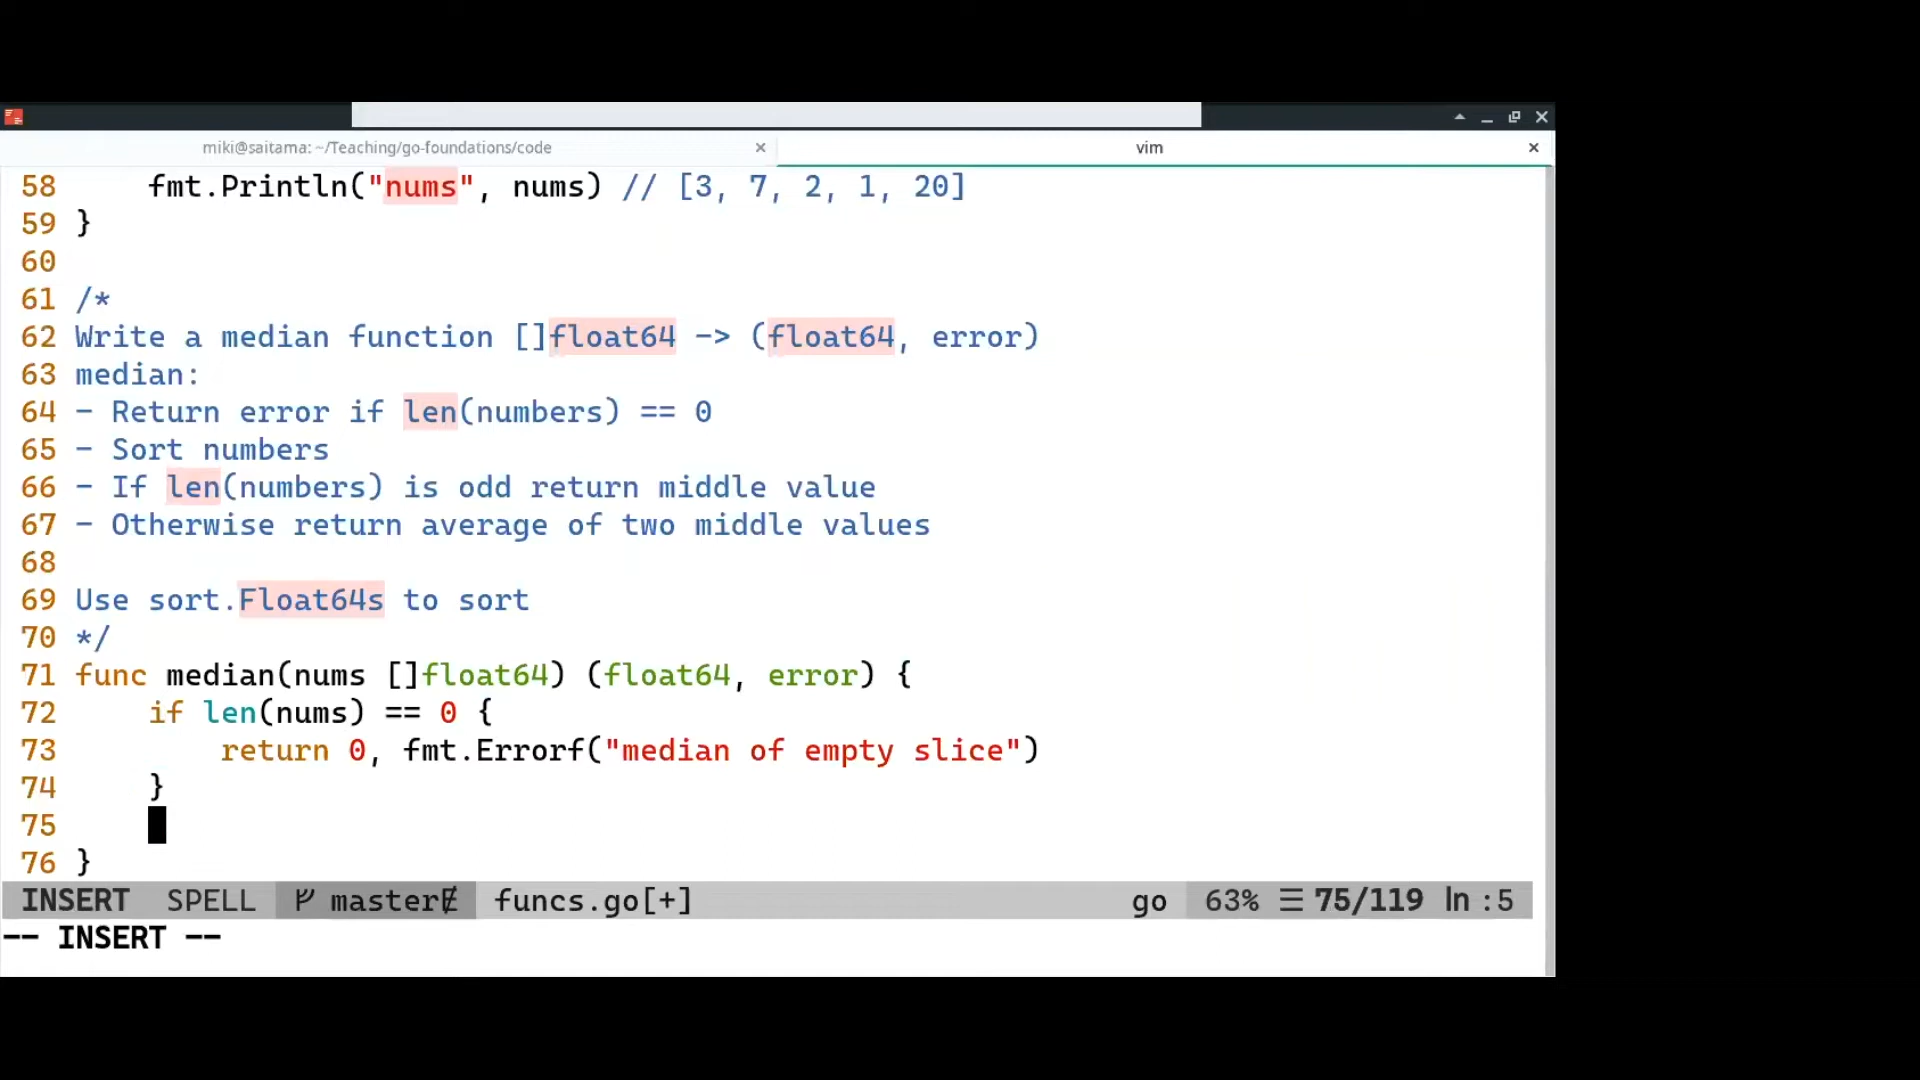 miki@saitama: ~/Teaching/go-foundations/code
vim
58 fmt.Println("nums", nums) // [3, 7, 2, 1, 20]
59 }
60
61 /*
62 Write a median function []float64 -> (float64, error)
63 median:
64 - Return error if len(numbers) == 0
65 - Sort numbers
66 - If len(numbers) is odd return middle value
67 - Otherwise return average of two middle values
68
69 Use sort.Float64s to sort
70 */
71 func median(nums []float64) (float64, error) {
72 if len(nums) == 0 {
73 return 0, fmt.Errorf("median of empty slice")
74 }
75
76 }
INSERT SPELL master funcs.go[+] go 63% ☰ 75/119 ln :5
-- INSERT --